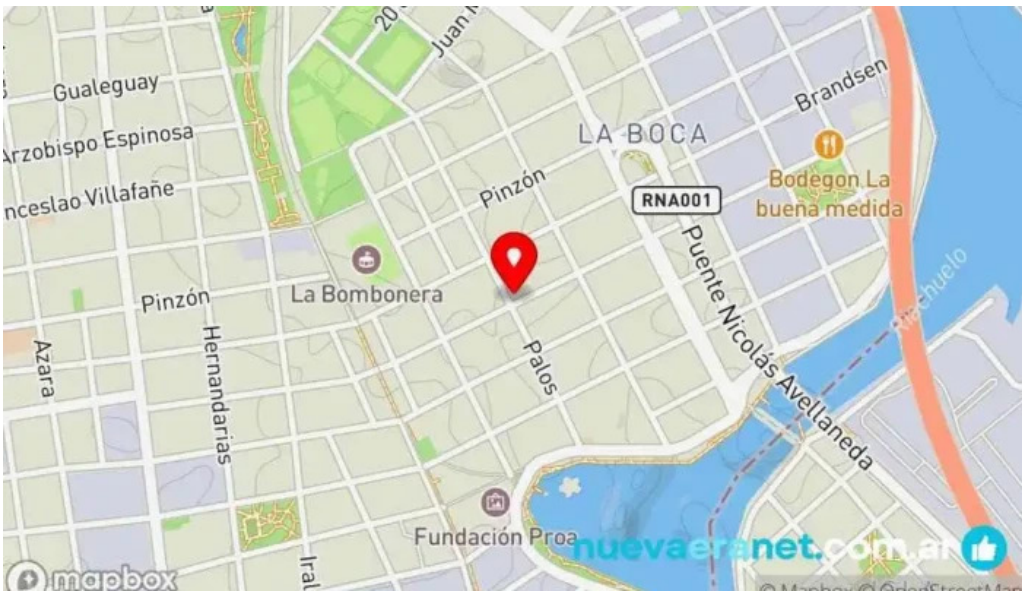 20
Juan
Gualeguay
Brandsen
Arzobispo Espinosa
LA BOCA
Pinzón
Bodegon La
buena medida
nceslao Villafañe
RNA001
Puente Nicolás Avellaneda
Riachuelo
La Bombonera
Pinzón
Hernandarias
Azara
Palos
Fundación Proa
nuevaeranet.com.ar
Iral
mapbox
© Mapbox © OpenStreetMap